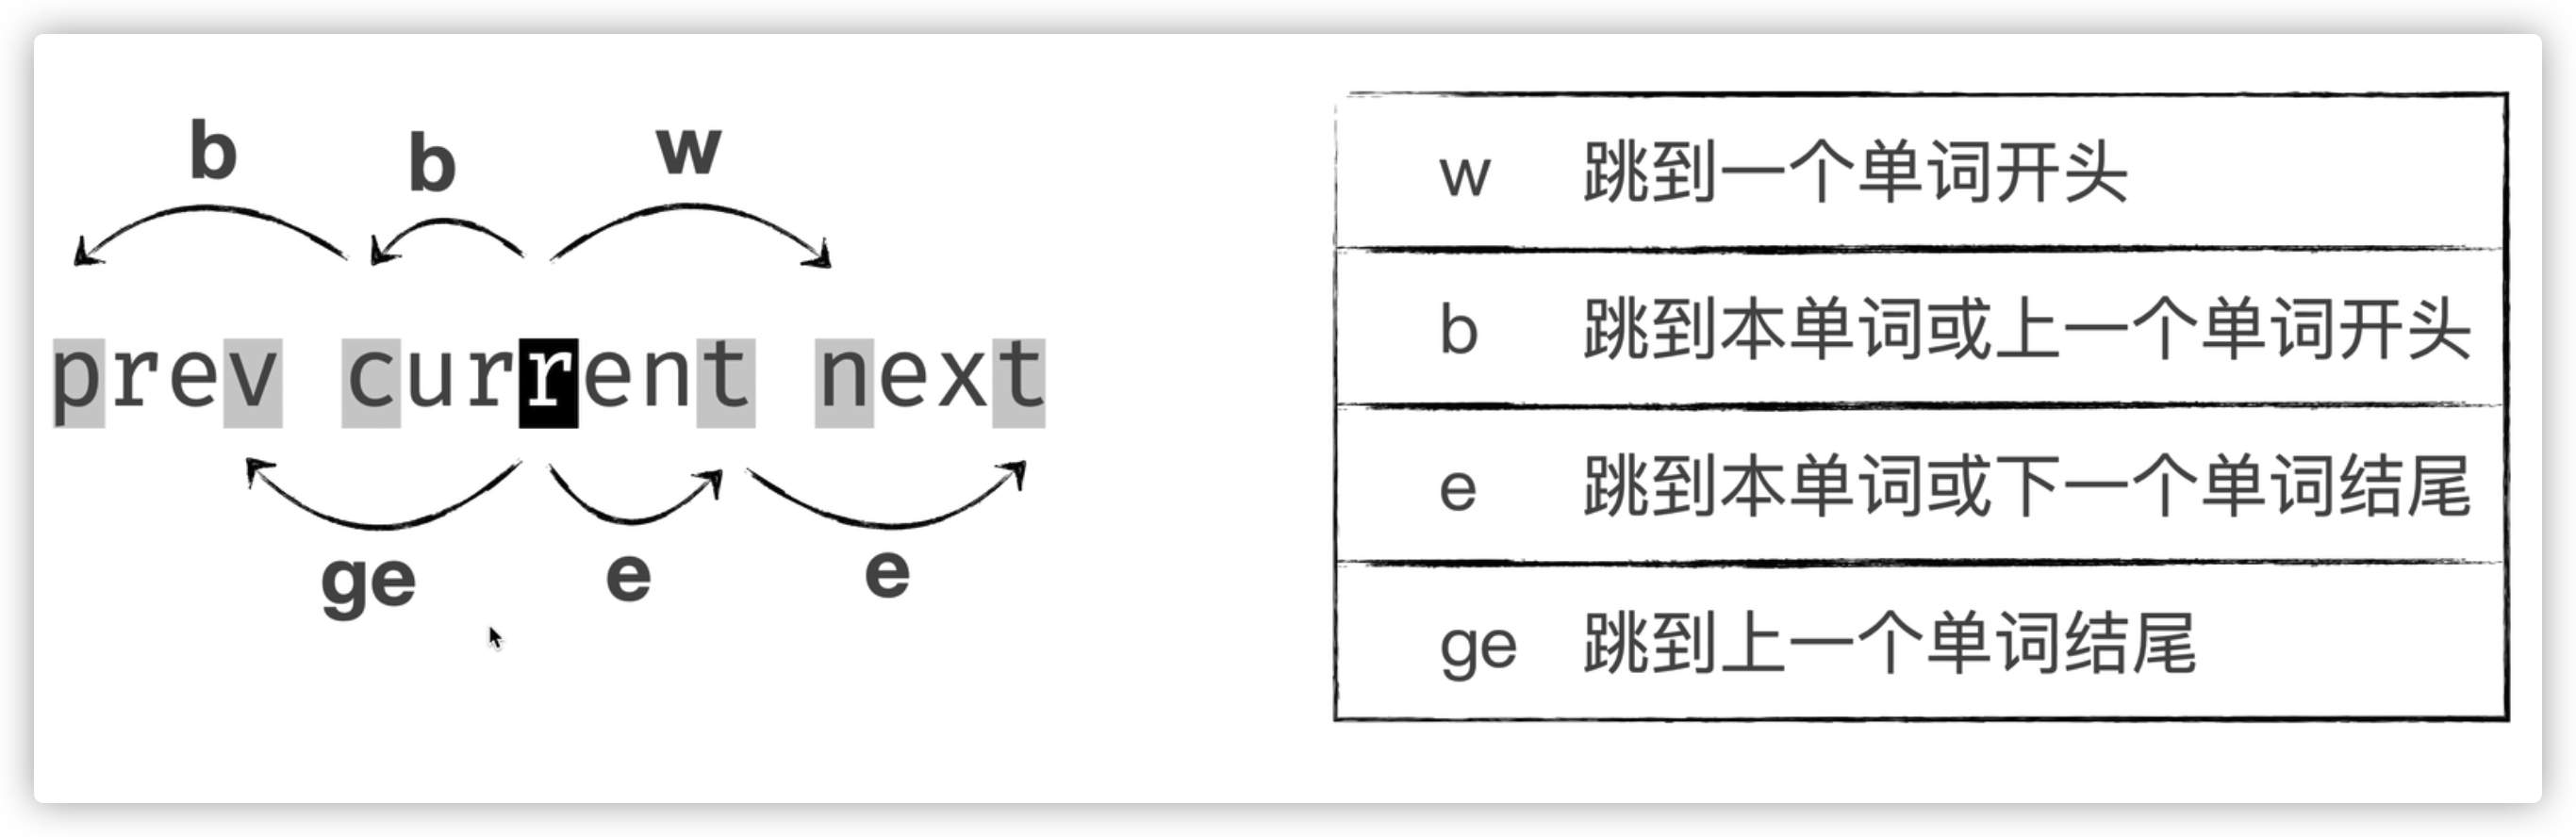 b b w
prev current next
ge e e
w 跳到一个单词开头
b 跳到本单词或上一个单词开头
e 跳到本单词或下一个单词结尾
ge 跳到上一个单词结尾